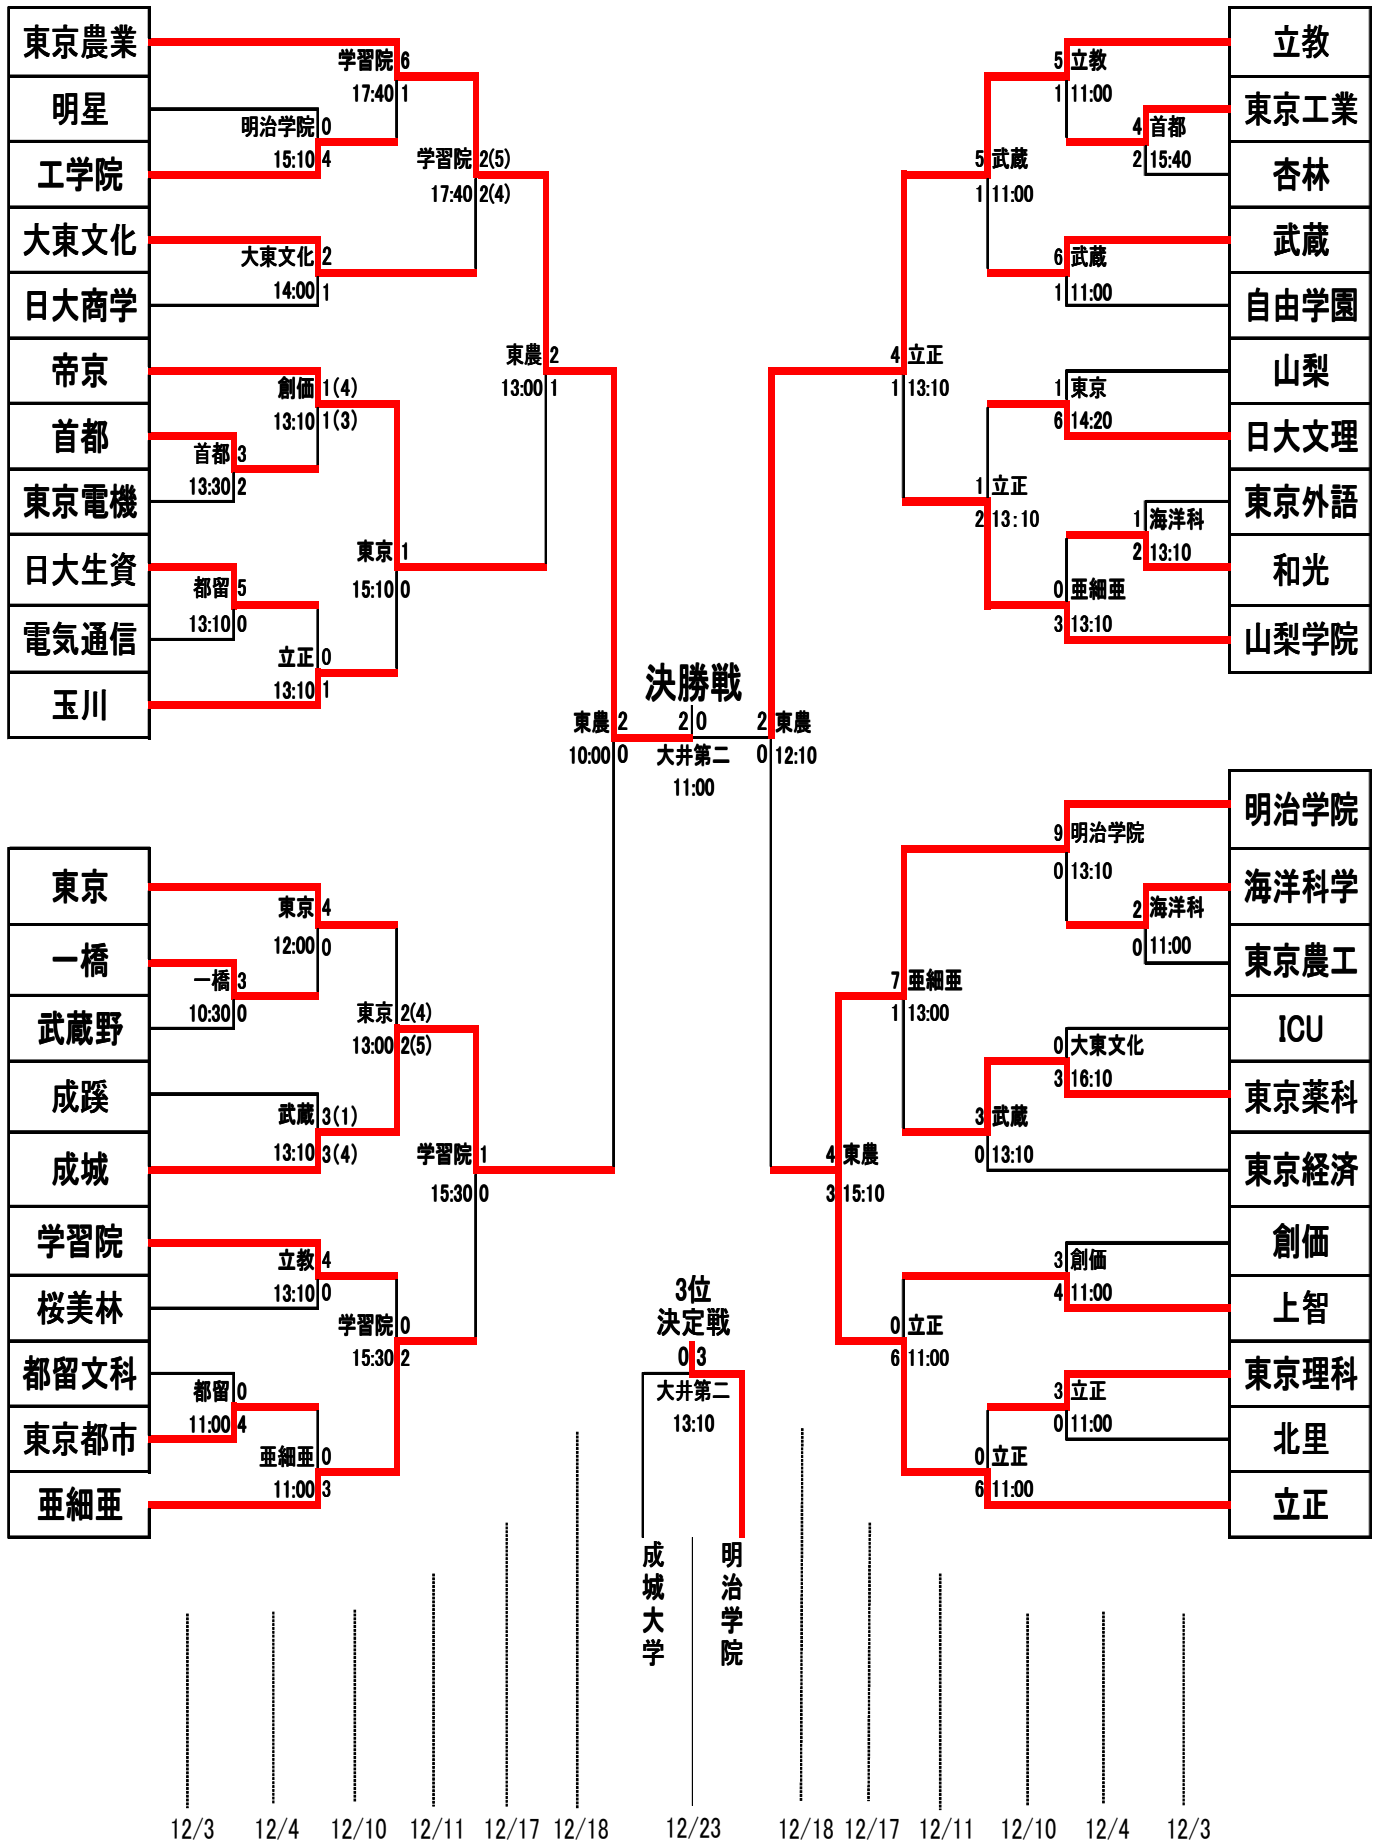 東京農業
明星
工学院
大東文化
日大商学
帝京
首都
東京電機
日大生資
電気通信
玉川
学習院 6
17:40 1
明治学院 0
15:10 4
学習院 2(5)
17:40 2(4)
大東文化 2
14:00 1
東農 2
13:00 1
創価 1(4)
13:10 1(3)
首都 3
13:30 2
東京 1
15:10 0
都留 5
13:10 0
立正 0
13:10 1
立教
東京工業
杏林
武蔵
自由学園
山梨
日大文理
東京外語
和光
山梨学院
5 立教
1 11:00
4 首都
2 15:40
5 武蔵
1 11:00
6 武蔵
1 11:00
4 立正
1 13:10
1 東京
6 14:20
1 立正
2 13:10
1 海洋科
2 13:10
0 亜細亜
3 13:10
決勝戦
東農 2
10:00 0
2 0
大井第二
11:00
2 東農
0 12:10
東京
一橋
武蔵野
成蹊
成城
学習院
桜美林
都留文科
東京都市
亜細亜
東京 4
12:00 0
一橋 3
10:30 0
東京 2(4)
13:00 2(5)
武蔵 3(1)
13:10 3(4)
学習院 1
15:30 0
立教 4
13:10 0
学習院 0
15:30 2
都留 0
11:00 4
亜細亜 0
11:00 3
明治学院
海洋科学
東京農工
ICU
東京薬科
東京経済
創価
上智
東京理科
北里
立正
9 明治学院
0 13:10
2 海洋科
0 11:00
7 亜細亜
1 13:00
0 大東文化
3 16:10
3 武蔵
0 13:10
4 東農
3 15:10
3 創価
4 11:00
0 立正
6 11:00
3 立正
0 11:00
0 立正
6 11:00
3位
決定戦
0 3
大井第二
13:10
成城大学
明治学院
12/3 12/4 12/10 12/11 12/17 12/18 12/23 12/18 12/17 12/11 12/10 12/4 12/3